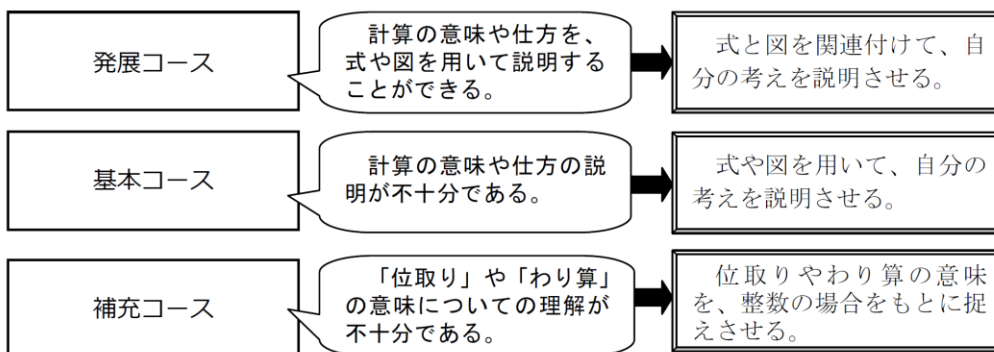 発展コース
計算の意味や仕方を、
式や図を用いて説明する
ことができる。
式と図を関連付けて、自
分の考えを説明させる。
基本コース
計算の意味や仕方の説
明が不十分である。
式や図を用いて、自分の
考えを説明させる。
補充コース
「位取り」や「わり算」
の意味についての理解が
不十分である。
位取りやわり算の意味
を、整数の場合をもとに捉
えさせる。